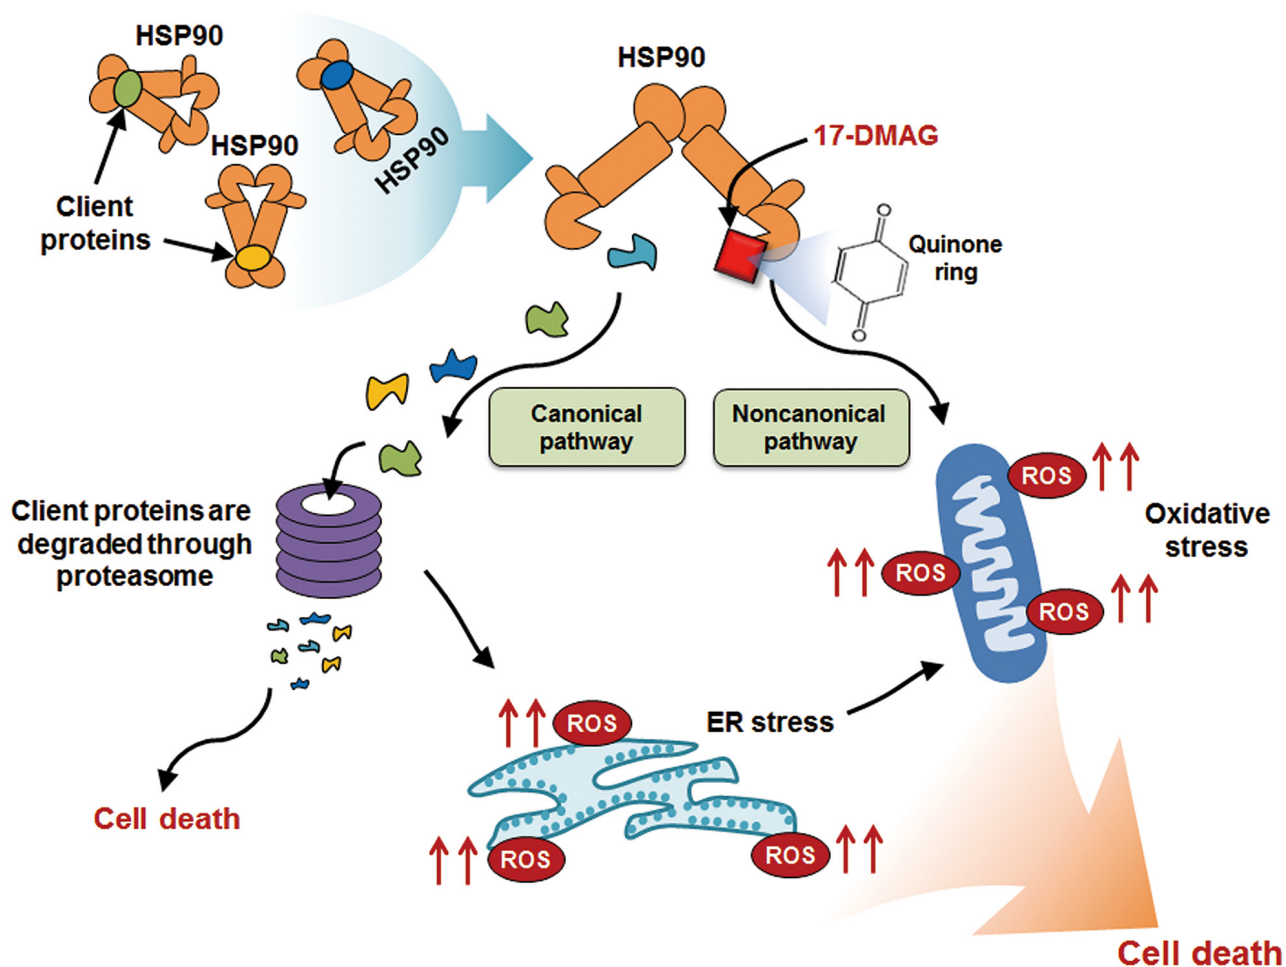 HSP90
HSP90
HSP90
Client
proteins
HSP90
17-DMAG
Quinone
ring
O
O
Canonical
pathway
Noncanonical
pathway
Client proteins are
degraded through
proteasome
ROS
Oxidative
stress
ROS
ROS
ROS
ER stress
ROS
ROS
Cell death
Cell death